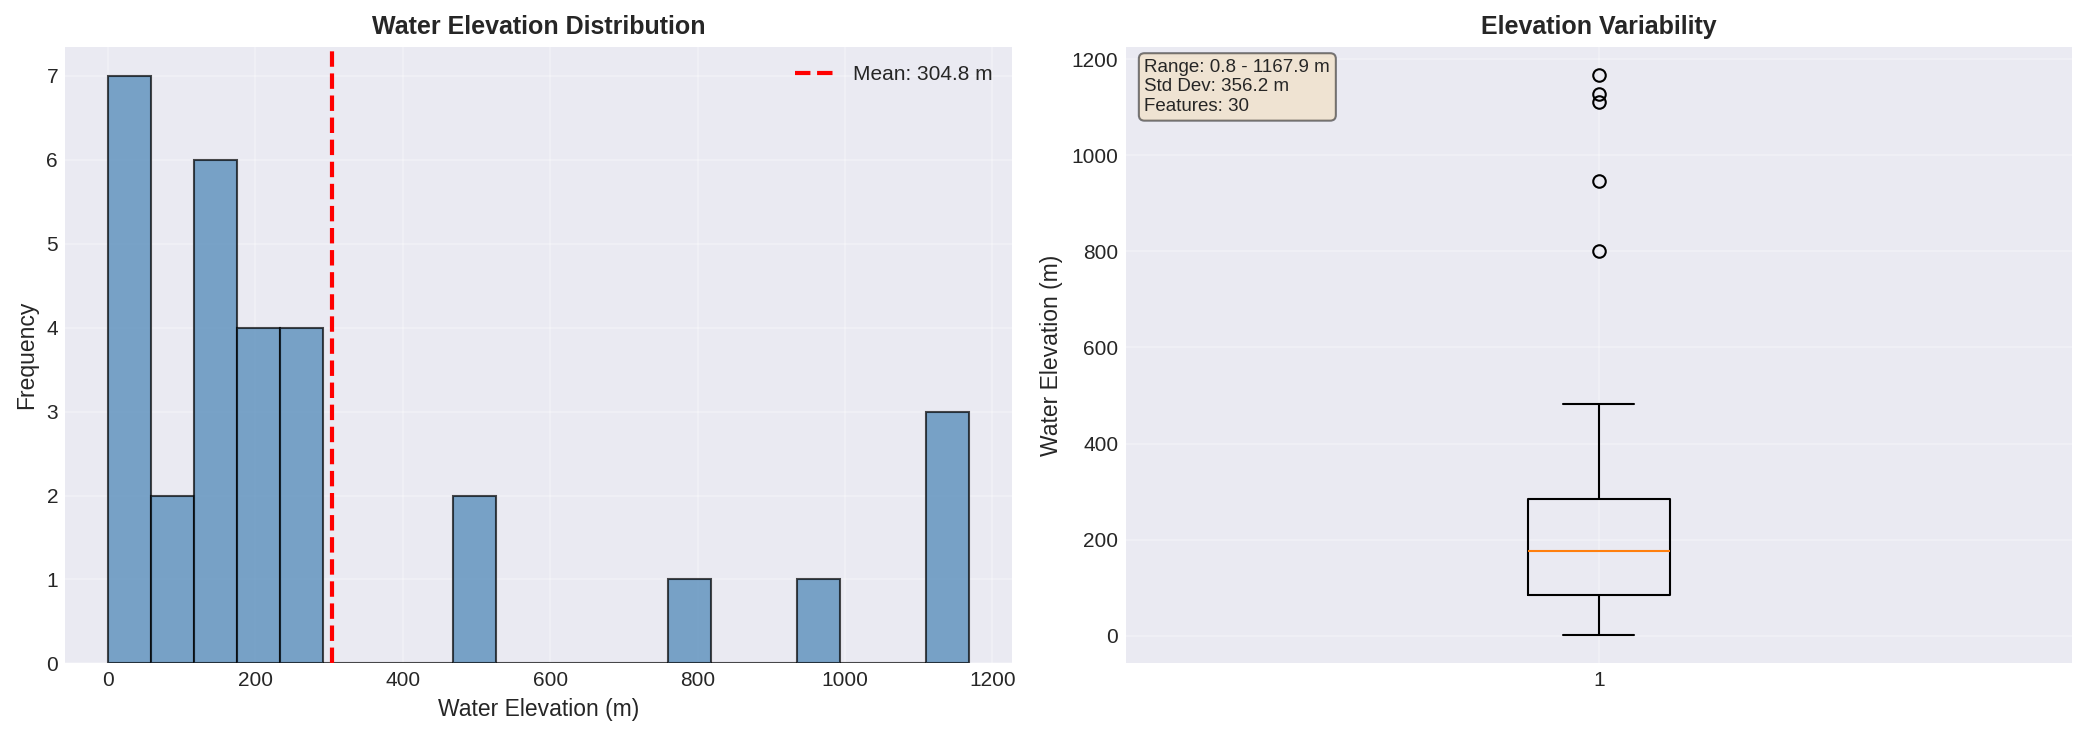 Water Elevation Distribution
Frequency
7
6
5
4
3
2
1
0
Mean: 304.8 m
0 200 400 600 800 1000 1200
Water Elevation (m)
Elevation Variability
Water Elevation (m)
1200
1000
800
600
400
200
0
Range: 0.8 - 1167.9 m
Std Dev: 356.2 m
Features: 30
1